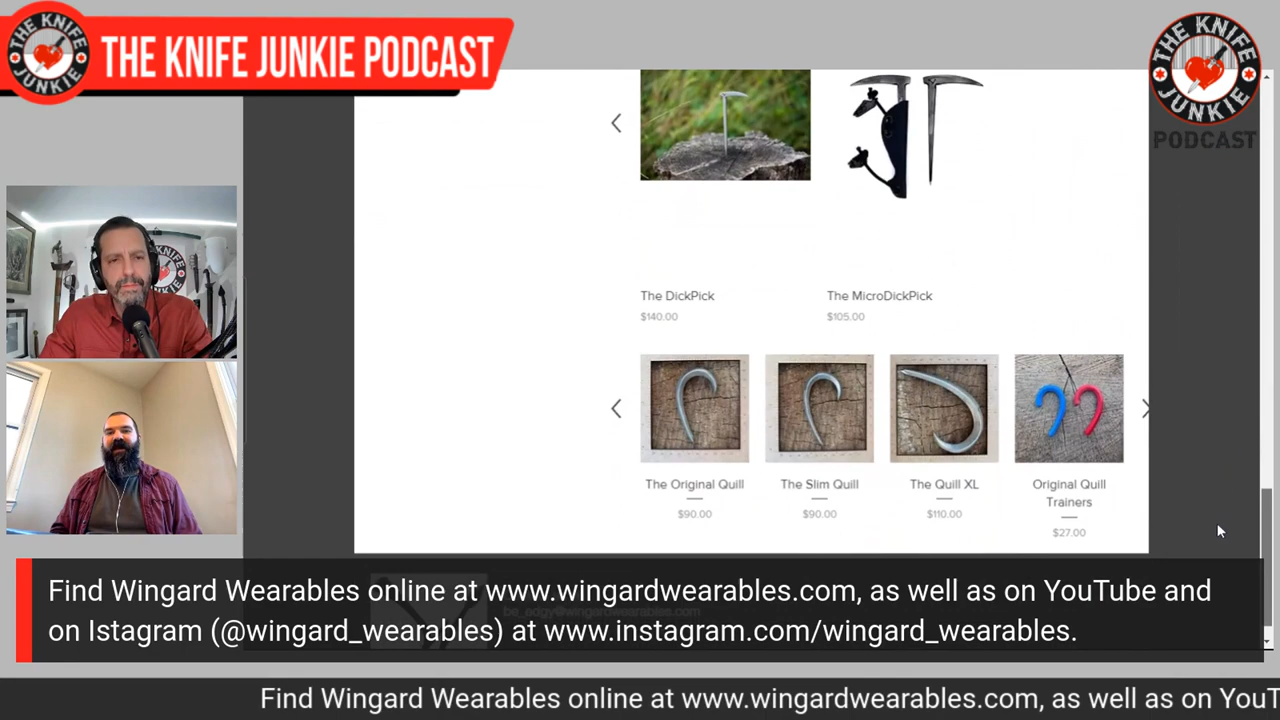 THE KNIFE JUNKIE
THE KNIFE JUNKIE PODCAST
THE KNIFE JUNKIE
PODCAST
THE KNIFE JUNKIE
The DickPick
$140.00
The MicroDickPick
$105.00
The Original Quill
$90.00
The Slim Quill
$90.00
The Quill XL
$110.00
Original Quill
Trainers
$27.00
be_edgy@wingardwearables.com
Find Wingard Wearables online at www.wingardwearables.com, as well as on YouTube and
on Istagram (@wingard_wearables) at www.instagram.com/wingard_wearables.
Find Wingard Wearables online at www.wingardwearables.com, as well as on YouT